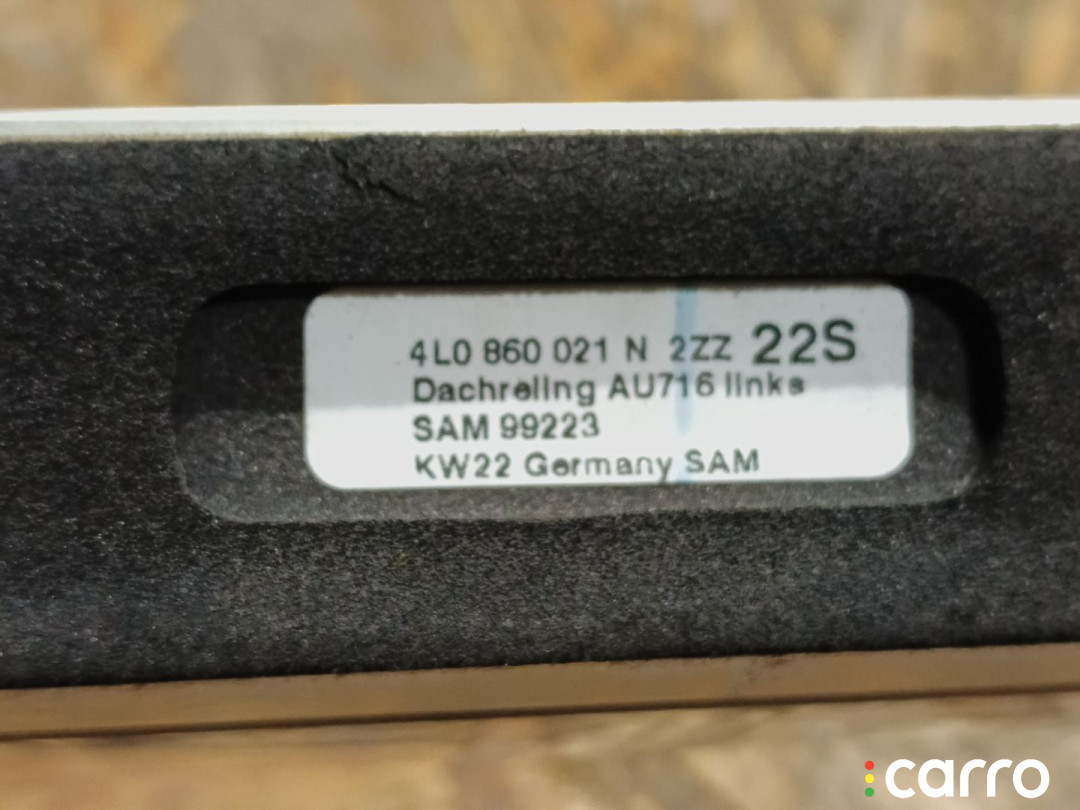 4L0 860 021 N 2ZZ 22S
Dachreling AU716 links
SAM 99223
KW22 Germany SAM
carro